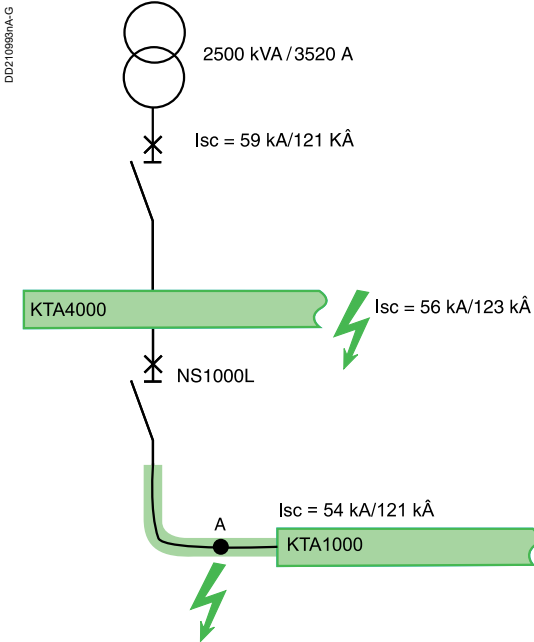 DD210993nA-G
2500 kVA / 3520 A
Isc = 59 kA/121 KÂ
KTA4000
Isc = 56 kA/123 kÂ
NS1000L
Isc = 54 kA/121 kÂ
A
KTA1000